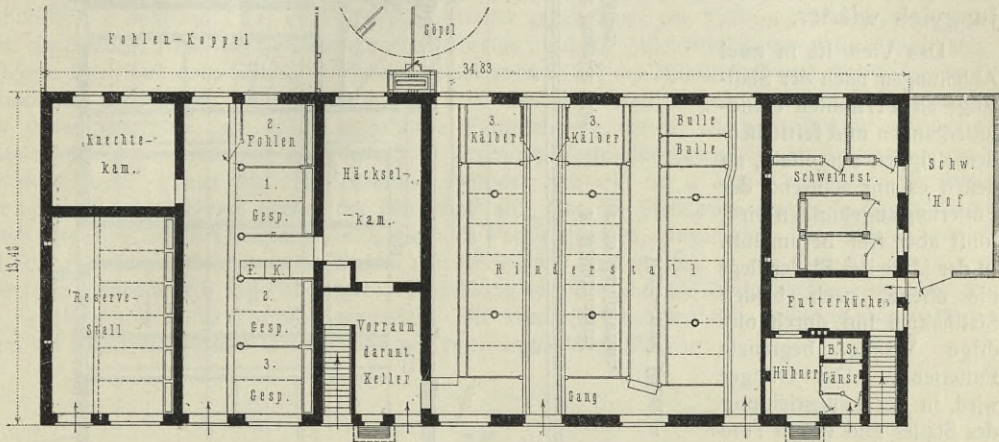 Fohlen-Koppel
Göpel
34,83
Knechte-
kam.
2.
Fohlen
1.
Gesp.
Häcksel-
kam.
3.
Kälber
3.
Kälber
Bulle
Bulle
Schweinest.
Schw.
Hof
13,48
Reserve-
Stall
F. K.
2.
Gesp.
3.
Gesp.
Vorraum
darunt.
Keller
Rinderstall
Gang
Futterküche
Hühner
B. St.
Gänse